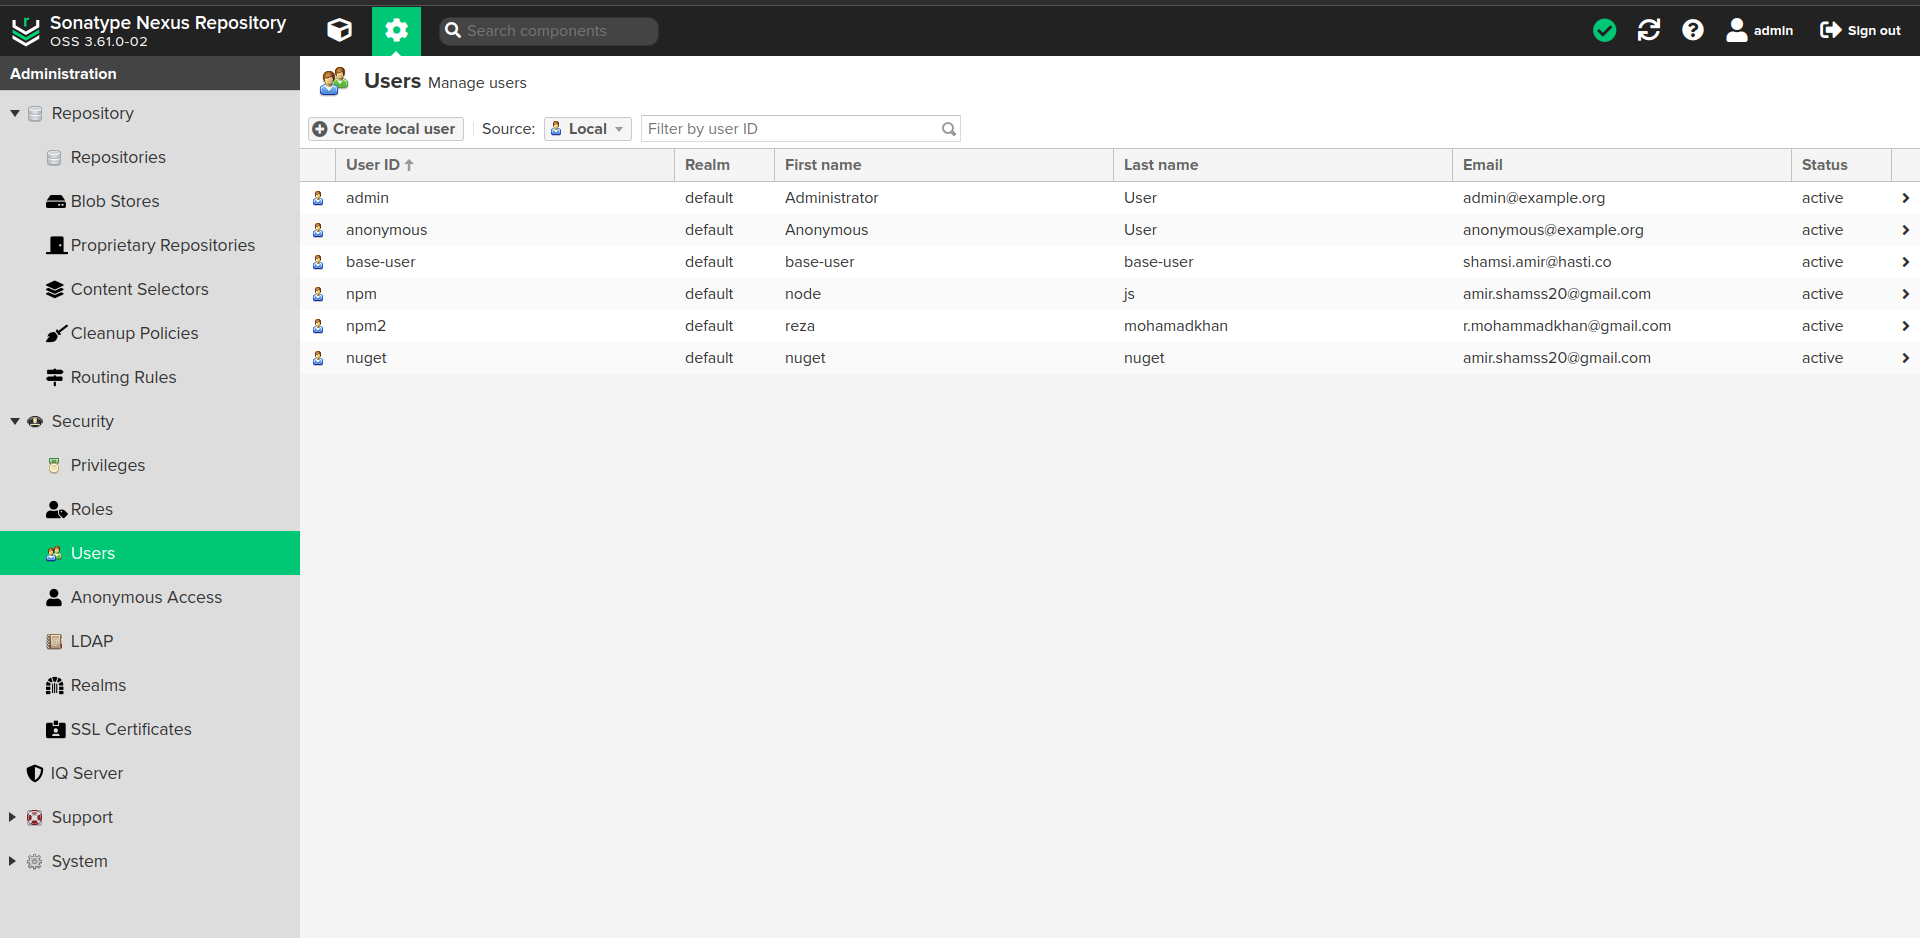 Sonatype Nexus Repository
OSS 3.61.0-02
Search components
admin
Sign out
Administration
Repository
Repositories
Blob Stores
Proprietary Repositories
Content Selectors
Cleanup Policies
Routing Rules
Security
Privileges
Roles
Users
Anonymous Access
LDAP
Realms
SSL Certificates
IQ Server
Support
System
Users Manage users
Create local user Source: Local Filter by user ID
User ID Realm First name Last name Email Status
admin default Administrator User admin@example.org active
anonymous default Anonymous User anonymous@example.org active
base-user default base-user base-user shamsi.amir@hasti.co active
npm default node js amir.shamss20@gmail.com active
npm2 default reza mohamadkhan r.mohammadkhan@gmail.com active
nuget default nuget nuget amir.shamss20@gmail.com active